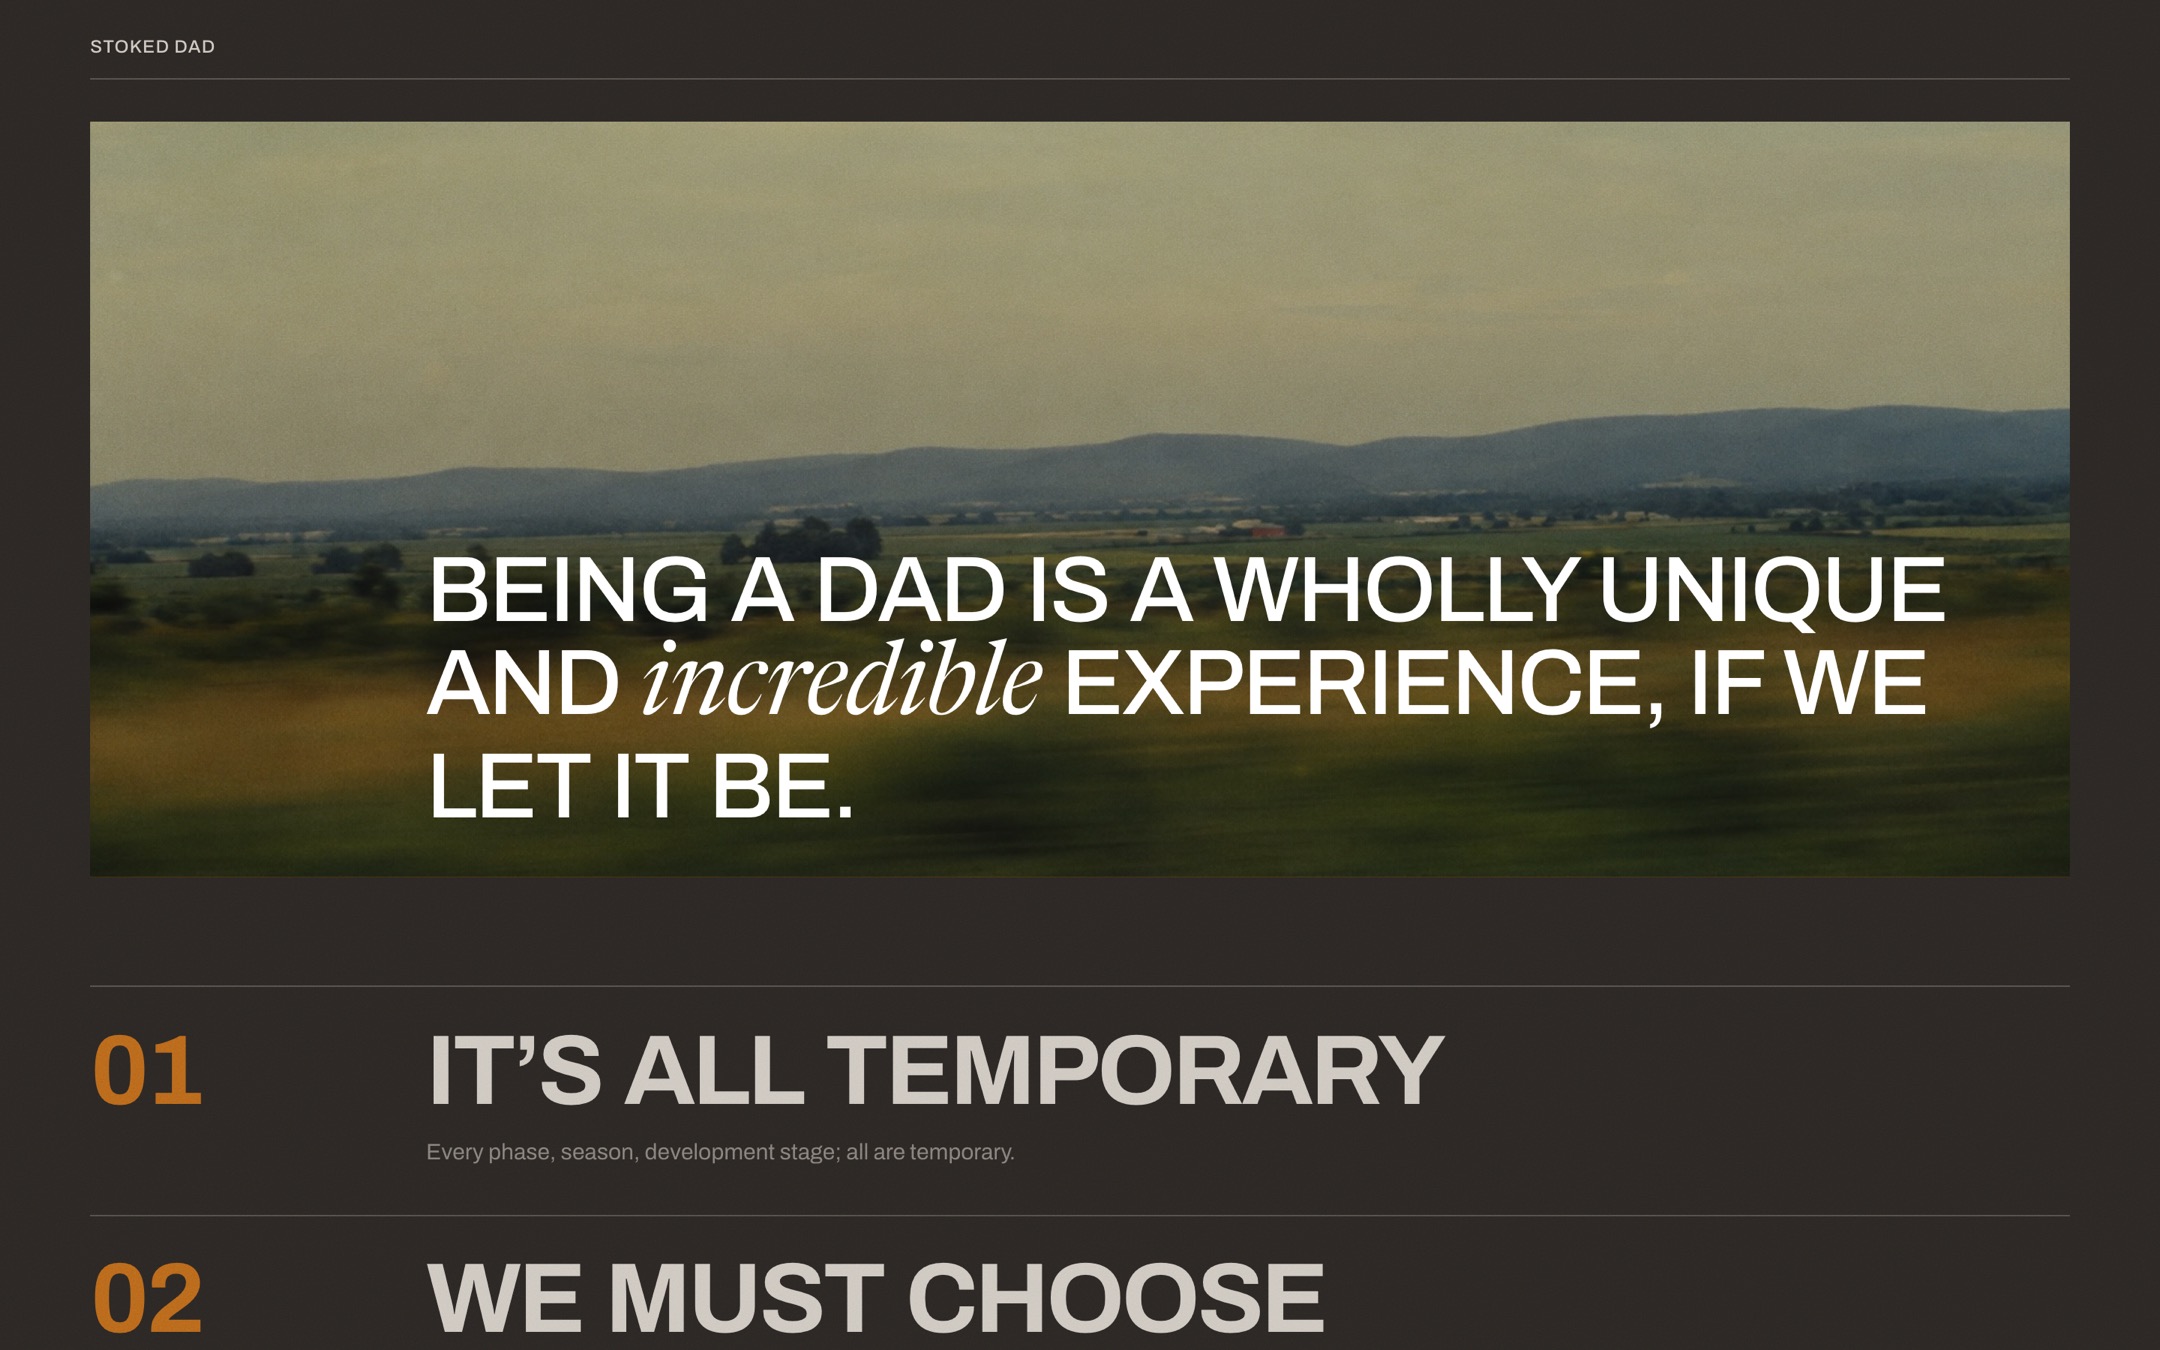 STOKED DAD
BEING A DAD IS A WHOLLY UNIQUE
AND incredible EXPERIENCE, IF WE
LET IT BE.
01
IT’S ALL TEMPORARY
Every phase, season, development stage; all are temporary.
02
WE MUST CHOOSE